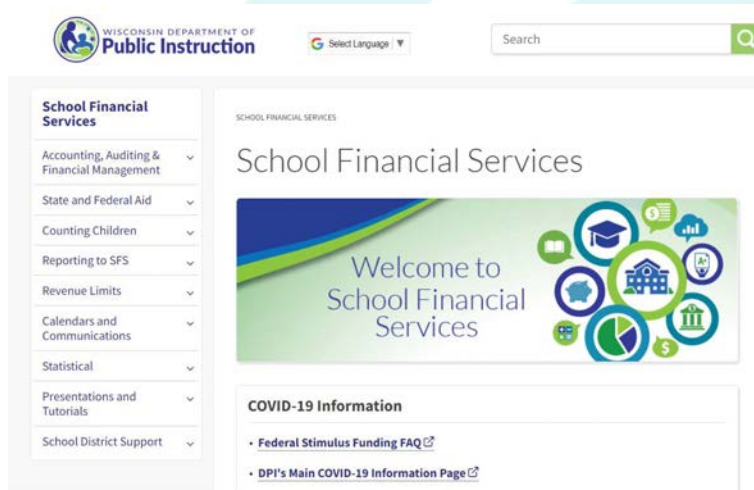 WISCONSIN DEPARTMENT OF
Public Instruction
Select Language
Search
School Financial
Services
Accounting, Auditing &
Financial Management
State and Federal Aid
Counting Children
Reporting to SFS
Revenue Limits
Calendars and
Communications
Statistical
Presentations and
Tutorials
School District Support
SCHOOL FINANCIAL SERVICES
School Financial Services
Welcome to
School Financial
Services
COVID-19 Information
• Federal Stimulus Funding FAQ
• DPI's Main COVID-19 Information Page